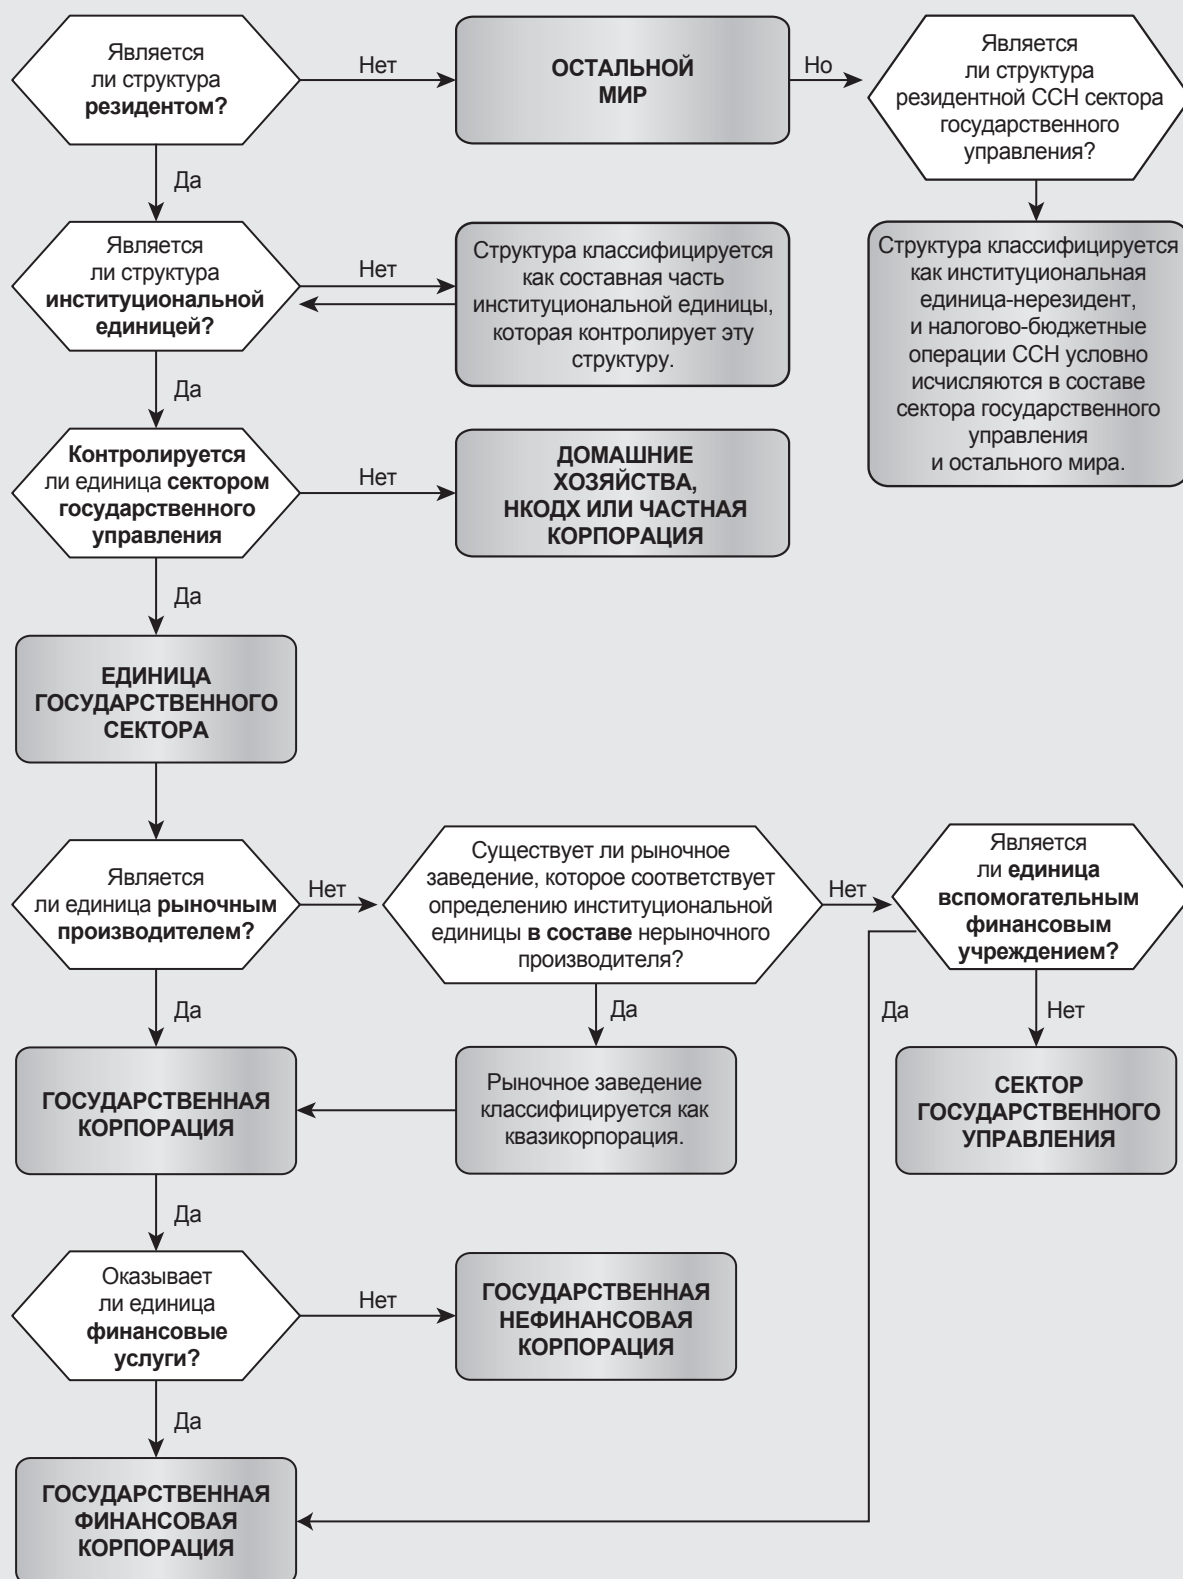 Является
ли структура
резидентом?
Нет
ОСТАЛЬНОЙ
МИР
Но
Является
ли структура
резидентной ССН сектора
государственного
управления?
Да
Является
ли структура
институциональной
единицей?
Нет
Структура классифицируется
как составная часть
институциональной единицы,
которая контролирует эту
структуру.
Структура классифицируется
как институциональная
единица-нерезидент,
и налогово-бюджетные
операции ССН условно
исчисляются в составе
сектора государственного
управления
и остального мира.
Да
Контролируется
ли единица сектором
государственного
управления
Нет
ДОМАШНИЕ
ХОЗЯЙСТВА,
НКОДХ ИЛИ ЧАСТНАЯ
КОРПОРАЦИЯ
Да
ЕДИНИЦА
ГОСУДАРСТВЕННОГО
СЕКТОРА
Является
ли единица рыночным
производителем?
Нет
Существует ли рыночное
заведение, которое соответствует
определению институциональной
единицы в составе нерыночного
производителя?
Нет
Является
ли единица
вспомогательным
финансовым
учреждением?
Да
Да
Да
Нет
ГОСУДАРСТВЕННАЯ
КОРПОРАЦИЯ
Рыночное заведение
классифицируется как
квазикорпорация.
СЕКТОР
ГОСУДАРСТВЕННОГО
УПРАВЛЕНИЯ
Да
Оказывает
ли единица
финансовые
услуги?
Нет
ГОСУДАРСТВЕННАЯ
НЕФИНАНСОВАЯ
КОРПОРАЦИЯ
Да
ГОСУДАРСТВЕННАЯ
ФИНАНСОВАЯ
КОРПОРАЦИЯ